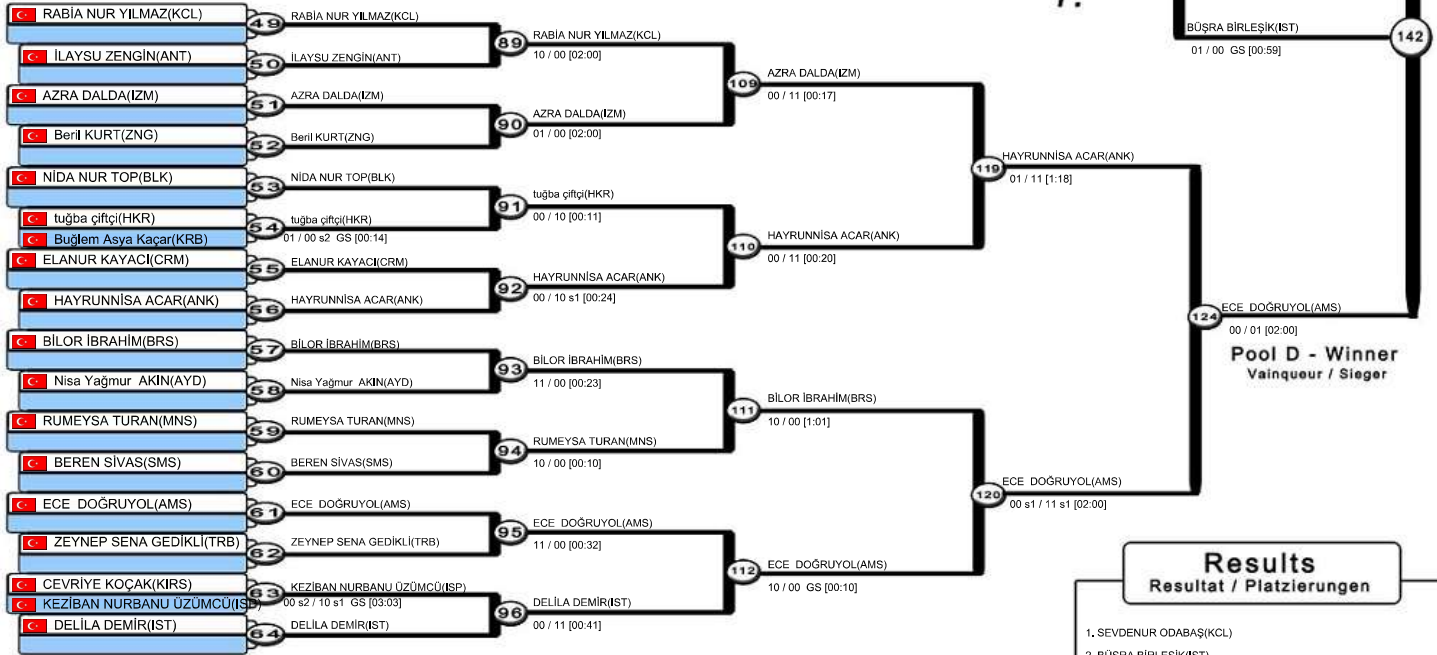 RABİA NUR YILMAZ(KCL)
İLAYSU ZENGİN(ANT)
AZRA DALDA(IZM)
Beril KURT(ZNG)
NİDA NUR TOP(BLK)
tuğba çiftçi(HKR)
Buğlem Asya Kaçar(KRB)
ELANUR KAYACI(CRM)
HAYRUNNİSA ACAR(ANK)
BİLOR İBRAHİM(BRS)
Nisa Yağmur AKIN(AYD)
RUMEYSA TURAN(MNS)
BEREN SİVAS(SMS)
ECE DOĞRUYOL(AMS)
ZEYNEP SENA GEDİKLİ(TRB)
CEVRİYE KOÇAK(KIRS)
KEZİBAN NURBANU ÜZÜMCÜ(ISP)
DELİLA DEMİR(IST)
49 RABİA NUR YILMAZ(KCL)
50 İLAYSU ZENGİN(ANT)
51 AZRA DALDA(IZM)
52 Beril KURT(ZNG)
53 NİDA NUR TOP(BLK)
54 tuğba çiftçi(HKR)
01 / 00 s2 GS [00:14]
55 ELANUR KAYACI(CRM)
56 HAYRUNNİSA ACAR(ANK)
57 BİLOR İBRAHİM(BRS)
58 Nisa Yağmur AKIN(AYD)
59 RUMEYSA TURAN(MNS)
60 BEREN SİVAS(SMS)
61 ECE DOĞRUYOL(AMS)
62 ZEYNEP SENA GEDİKLİ(TRB)
63 KEZİBAN NURBANU ÜZÜMCÜ(ISP)
00 s2 / 10 s1 GS [03:03]
64 DELİLA DEMİR(IST)
89 RABİA NUR YILMAZ(KCL)
10 / 00 [02:00]
90 AZRA DALDA(IZM)
01 / 00 [02:00]
91 tuğba çiftçi(HKR)
00 / 10 [00:11]
92 HAYRUNNİSA ACAR(ANK)
00 / 10 s1 [00:24]
93 BİLOR İBRAHİM(BRS)
11 / 00 [00:23]
94 RUMEYSA TURAN(MNS)
10 / 00 [00:10]
95 ECE DOĞRUYOL(AMS)
11 / 00 [00:32]
96 DELİLA DEMİR(IST)
00 / 11 [00:41]
109 AZRA DALDA(IZM)
00 / 11 [00:17]
110 HAYRUNNİSA ACAR(ANK)
00 / 11 [00:20]
111 BİLOR İBRAHİM(BRS)
10 / 00 [1:01]
112 ECE DOĞRUYOL(AMS)
10 / 00 GS [00:10]
119 HAYRUNNİSA ACAR(ANK)
01 / 11 [1:18]
120 ECE DOĞRUYOL(AMS)
00 s1 / 11 s1 [02:00]
BÜŞRA BİRLEŞİK(IST)
01 / 00 GS [00:59]
142
124 ECE DOĞRUYOL(AMS)
00 / 01 [02:00]
Pool D - Winner
Vainqueur / Sieger
Results
Resultat / Platzierungen
1. SEVDENUR ODABAŞ(KCL)
2. BÜŞRA BİRLEŞİK(IST)